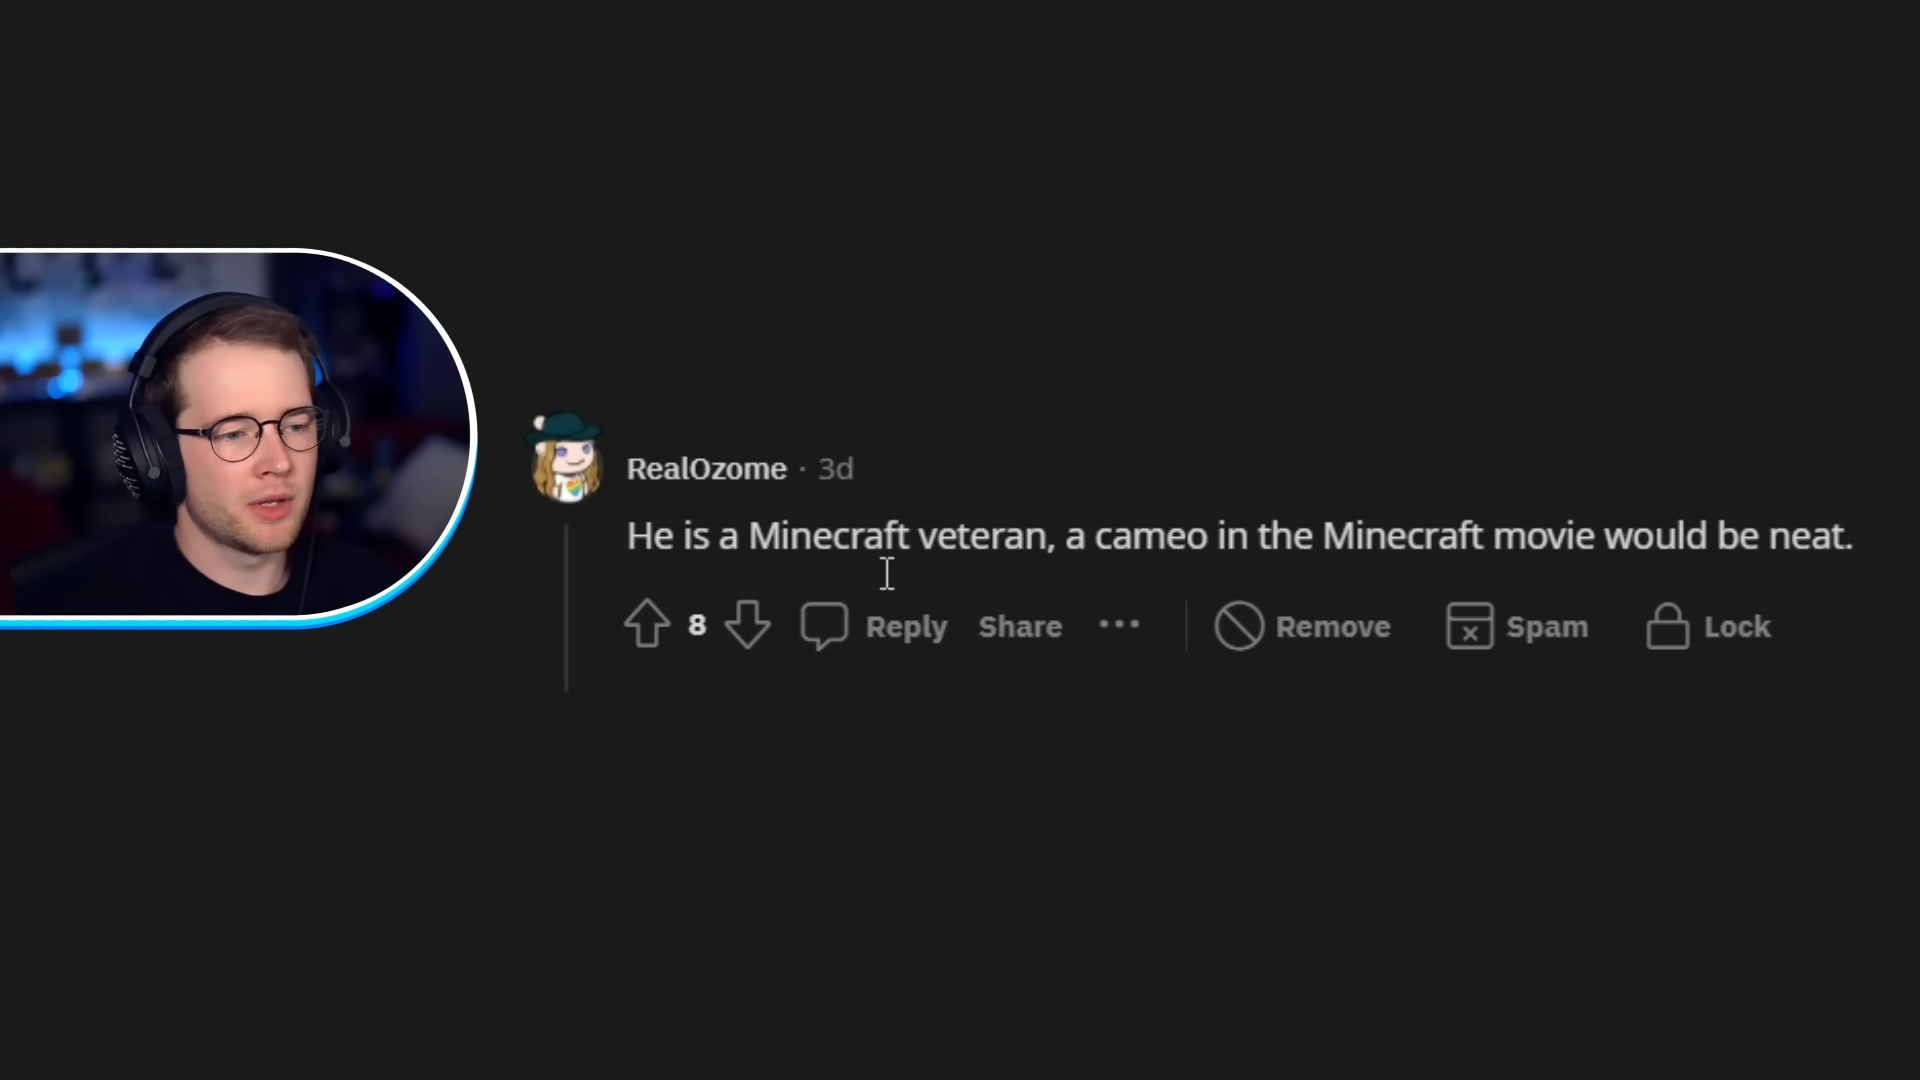 RealOzome · 3d
He is a Minecraft veteran, a cameo in the Minecraft movie would be neat.
8 Reply Share ··· Remove Spam Lock